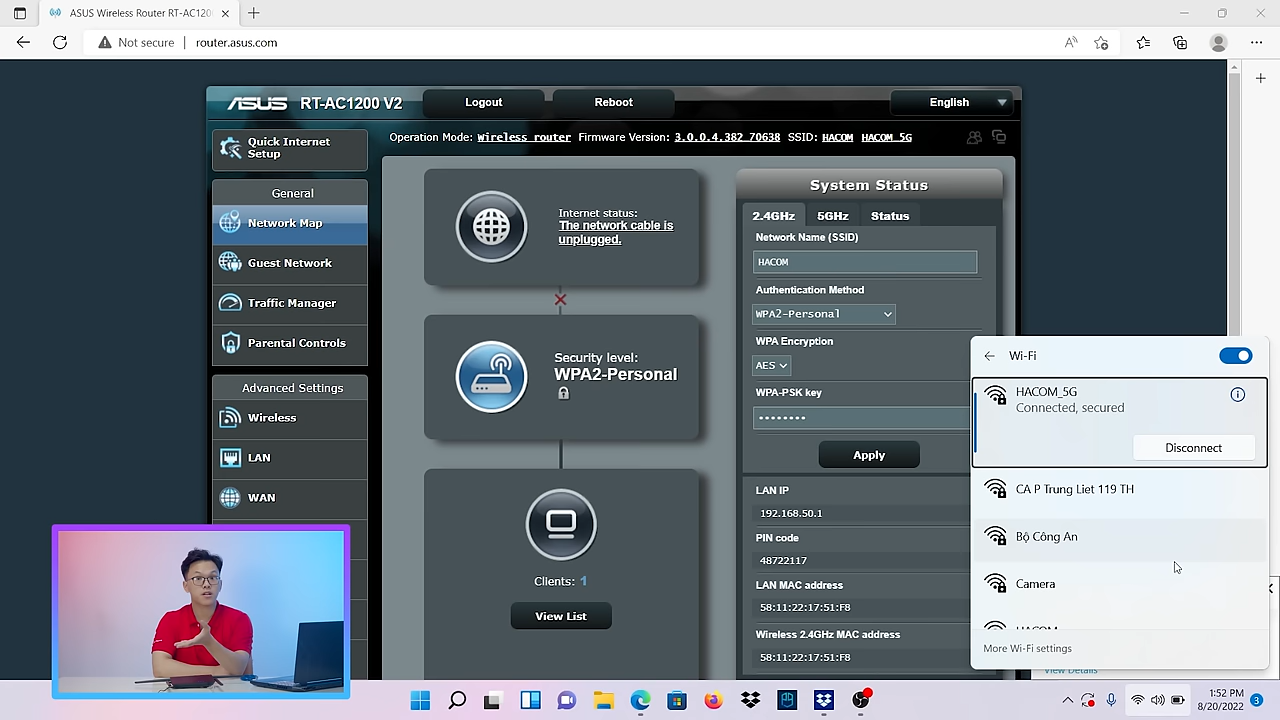 ASUS Wireless Router RT-AC120
Not secure
router.asus.com
ASUS RT-AC1200 V2
Logout
Reboot
English
Quick Internet
Setup
Operation Mode: Wireless router Firmware Version: 3.0.0.4.382_70638 SSID: HACOM HACOM_5G
General
Network Map
Guest Network
Traffic Manager
Parental Controls
Advanced Settings
Wireless
LAN
WAN
Internet status:
The network cable is
unplugged.
Security level:
WPA2-Personal
Clients: 1
View List
System Status
2.4GHz 5GHz Status
Network Name (SSID)
HACOM
Authentication Method
WPA2-Personal
WPA Encryption
AES
WPA-PSK key
••••••••
Apply
LAN IP
192.168.50.1
PIN code
48722117
LAN MAC address
58:11:22:17:51:F8
Wireless 2.4GHz MAC address
58:11:22:17:51:F8
Wi-Fi
HACOM_5G
Connected, secured
Disconnect
CA P Trung Liet 119 TH
Bộ Công An
Camera
HACOM
More Wi-Fi settings
View Details
1:52 PM
8/20/2022
3